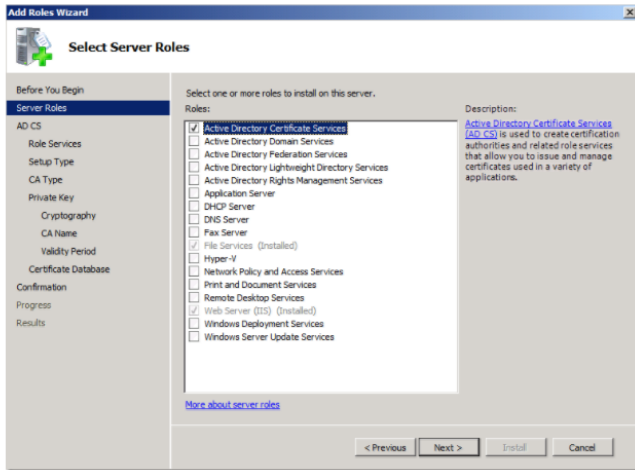 Add Roles Wizard
Select Server Roles
Before You Begin
Server Roles
AD CS
Role Services
Setup Type
CA Type
Private Key
Cryptography
CA Name
Validity Period
Certificate Database
Confirmation
Progress
Results
Select one or more roles to install on this server.
Roles:
Active Directory Certificate Services
Active Directory Domain Services
Active Directory Federation Services
Active Directory Lightweight Directory Services
Active Directory Rights Management Services
Application Server
DHCP Server
DNS Server
Fax Server
File Services (Installed)
Hyper-V
Network Policy and Access Services
Print and Document Services
Remote Desktop Services
Web Server (IIS) (Installed)
Windows Deployment Services
Windows Server Update Services
More about server roles
Description:
Active Directory Certificate Services
(AD CS) is used to create certification
authorities and related role services
that allow you to issue and manage
certificates used in a variety of
applications.
< Previous
Next >
Install
Cancel